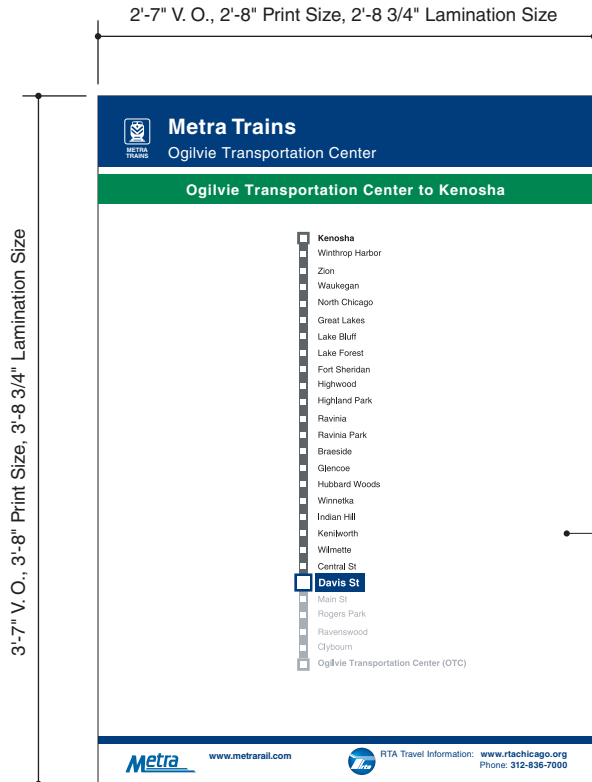 2'-7" V. O., 2'-8" Print Size, 2'-8 3/4" Lamination Size
3'-7" V. O., 3'-8" Print Size, 3'-8 3/4" Lamination Size
METRA
TRAINS
Metra Trains
Ogilvie Transportation Center
Ogilvie Transportation Center to Kenosha
Kenosha
Winthrop Harbor
Zion
Waukegan
North Chicago
Great Lakes
Lake Bluff
Lake Forest
Fort Sheridan
Highwood
Highland Park
Ravinia
Ravinia Park
Braeside
Glencoe
Hubbard Woods
Winnetka
Indian Hill
Kenilworth
Wilmette
Central St
Davis St
Main St
Rogers Park
Ravenswood
Clybourn
Ogilvie Transportation Center (OTC)
Metra
www.metrarail.com
rta
RTA Travel Information: www.rtachicago.org
Phone: 312-836-7000